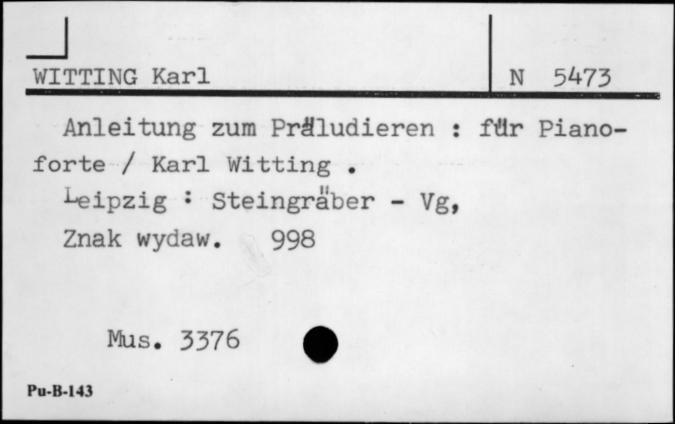 WITTING Karl
N 5473
Anleitung zum Präludieren : für Piano-
forte / Karl Witting .
Leipzig : Steingräber - Vg,
Znak wydaw. 998
Mus. 3376
Pu-B-143